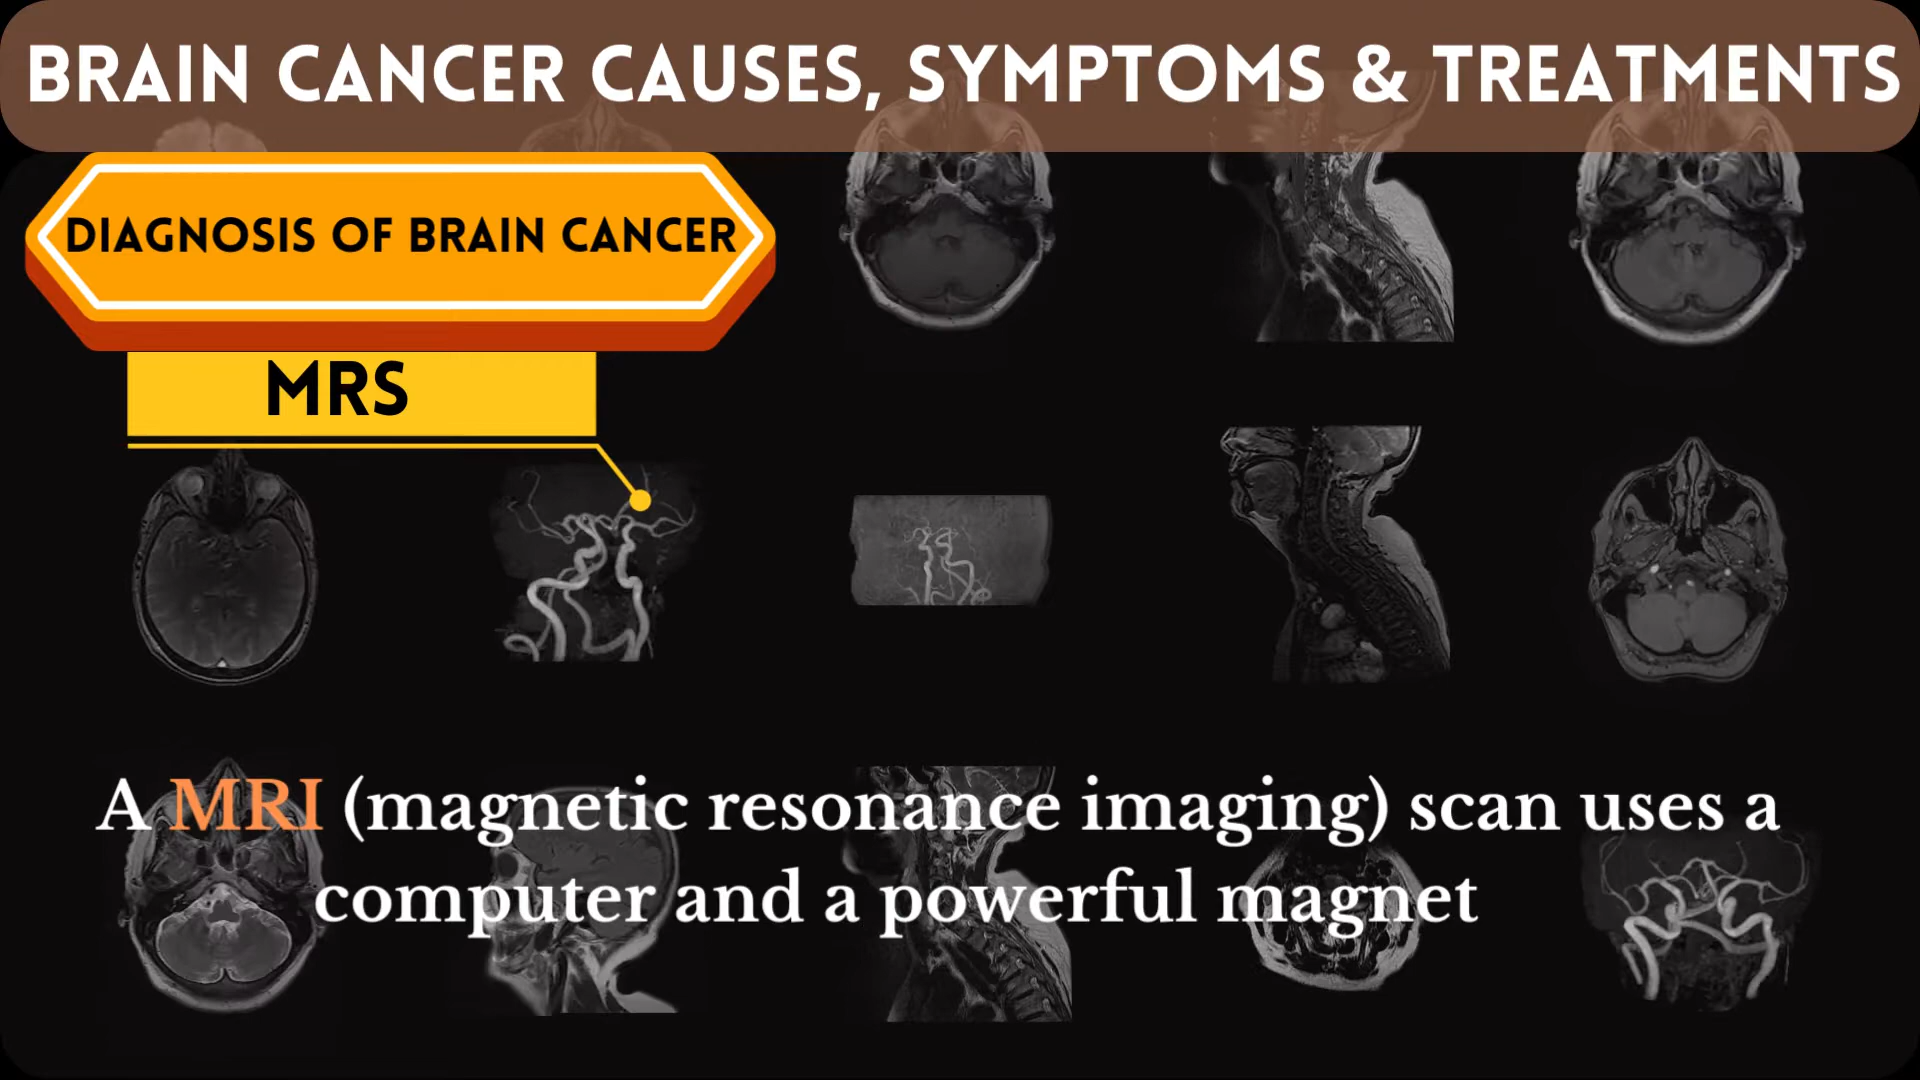 BRAIN CANCER CAUSES, SYMPTOMS & TREATMENTS
DIAGNOSIS OF BRAIN CANCER
MRS
A MRI (magnetic resonance imaging) scan uses a
computer and a powerful magnet